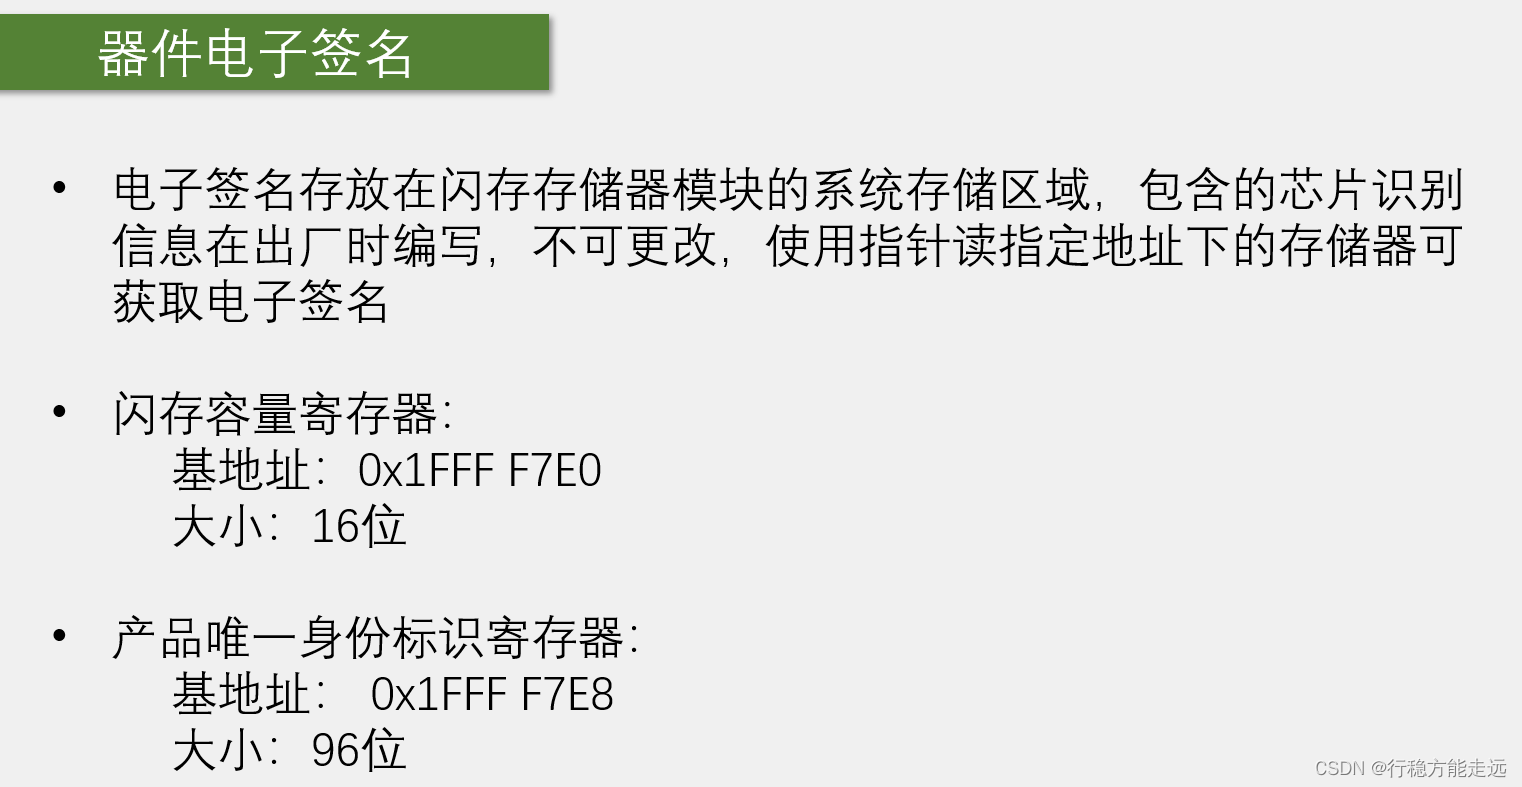 器件电子签名
• 电子签名存放在闪存存储器模块的系统存储区域，包含的芯片识别
信息在出厂时编写，不可更改，使用指针读指定地址下的存储器可
获取电子签名
• 闪存容量寄存器：
基地址：0x1FFF F7E0
大小：16位
• 产品唯一身份标识寄存器：
基地址： 0x1FFF F7E8
大小：96位
CSDN @行稳方能走远